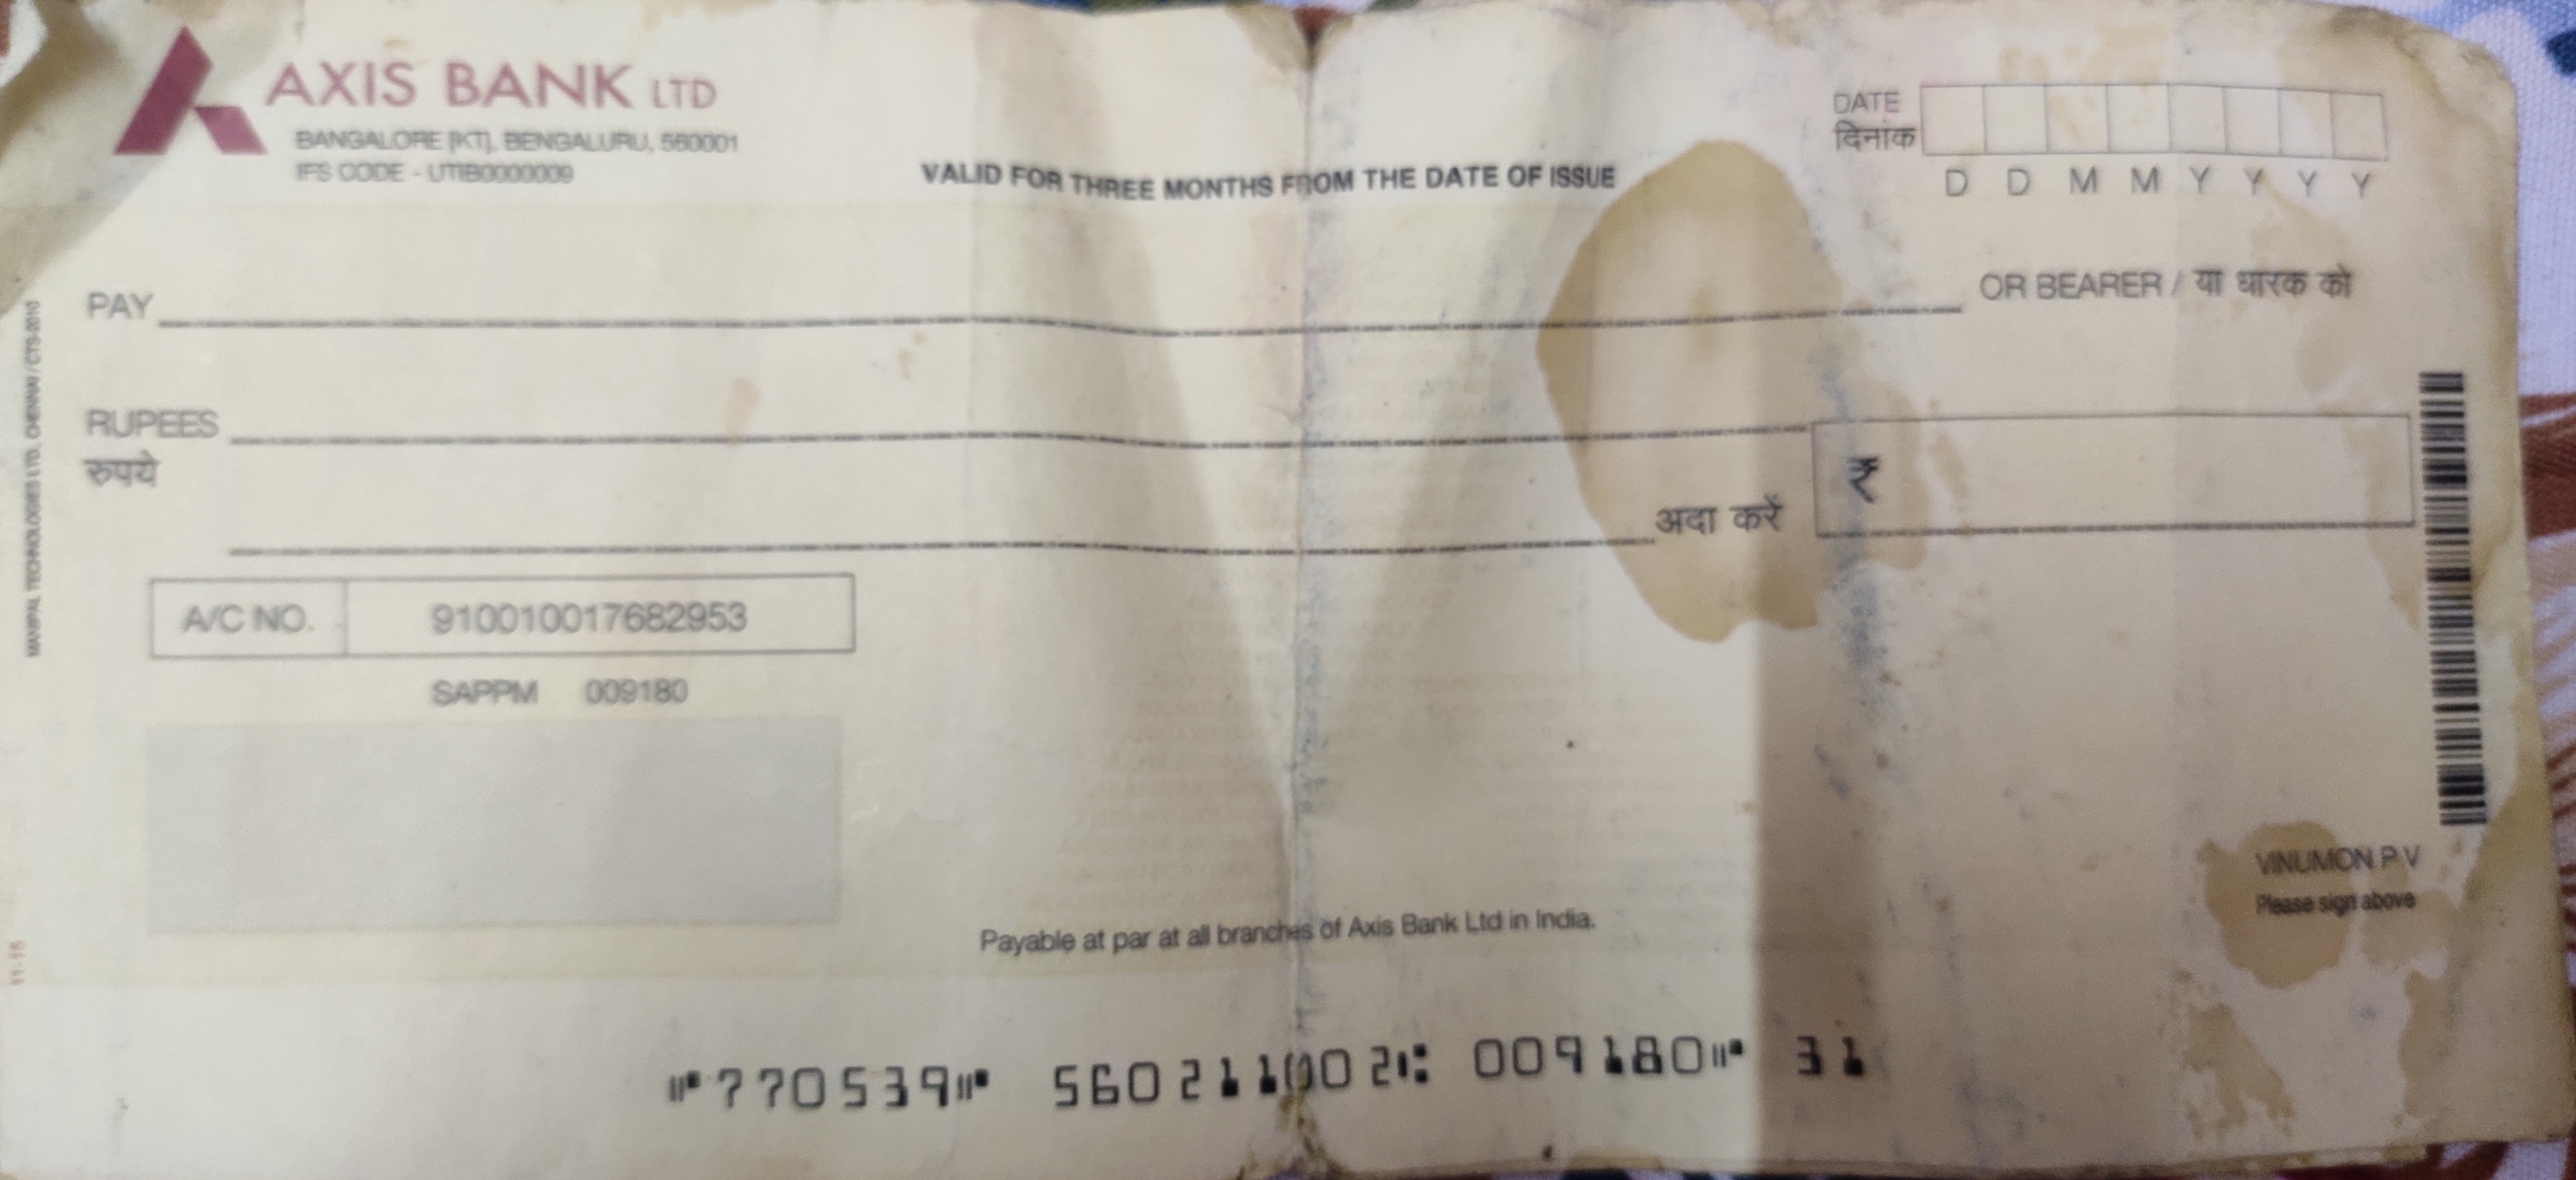 AXIS BANK LTD
BANGALORE [KT], BENGALURU, 560001
IFS CODE - UTIB0000009
VALID FOR THREE MONTHS FROM THE DATE OF ISSUE
DATE
दिनांक
D D M M Y Y Y Y
PAY
OR BEARER / या धारक को
RUPEES
रुपये
अदा करें
₹
A/C NO. 910010017682953
SAPPM 009180
VINUMON P V
Please sign above
Payable at par at all branches of Axis Bank Ltd in India.
⑈770539⑈ 560211002⑆ 009180⑈ 31
MANIPAL TECHNOLOGIES LTD, CHENNAI / CTS-2010
11-15